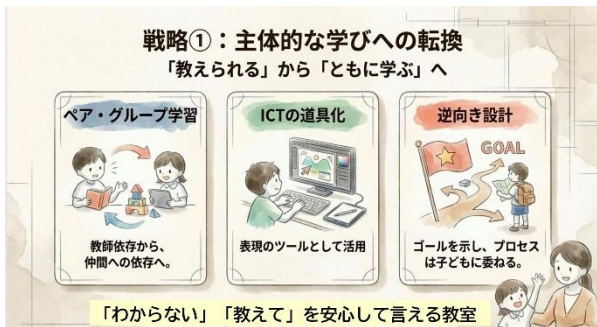 戦略①：主体的な学びへの転換
「教えられる」から「ともに学ぶ」へ
ペア・グループ学習
教師依存から、
仲間への依存へ。
ICTの道具化
表現のツールとして活用
逆向き設計
GOAL
ゴールを示し、プロセス
は子どもに委ねる。
「わからない」「教えて」を安心して言える教室